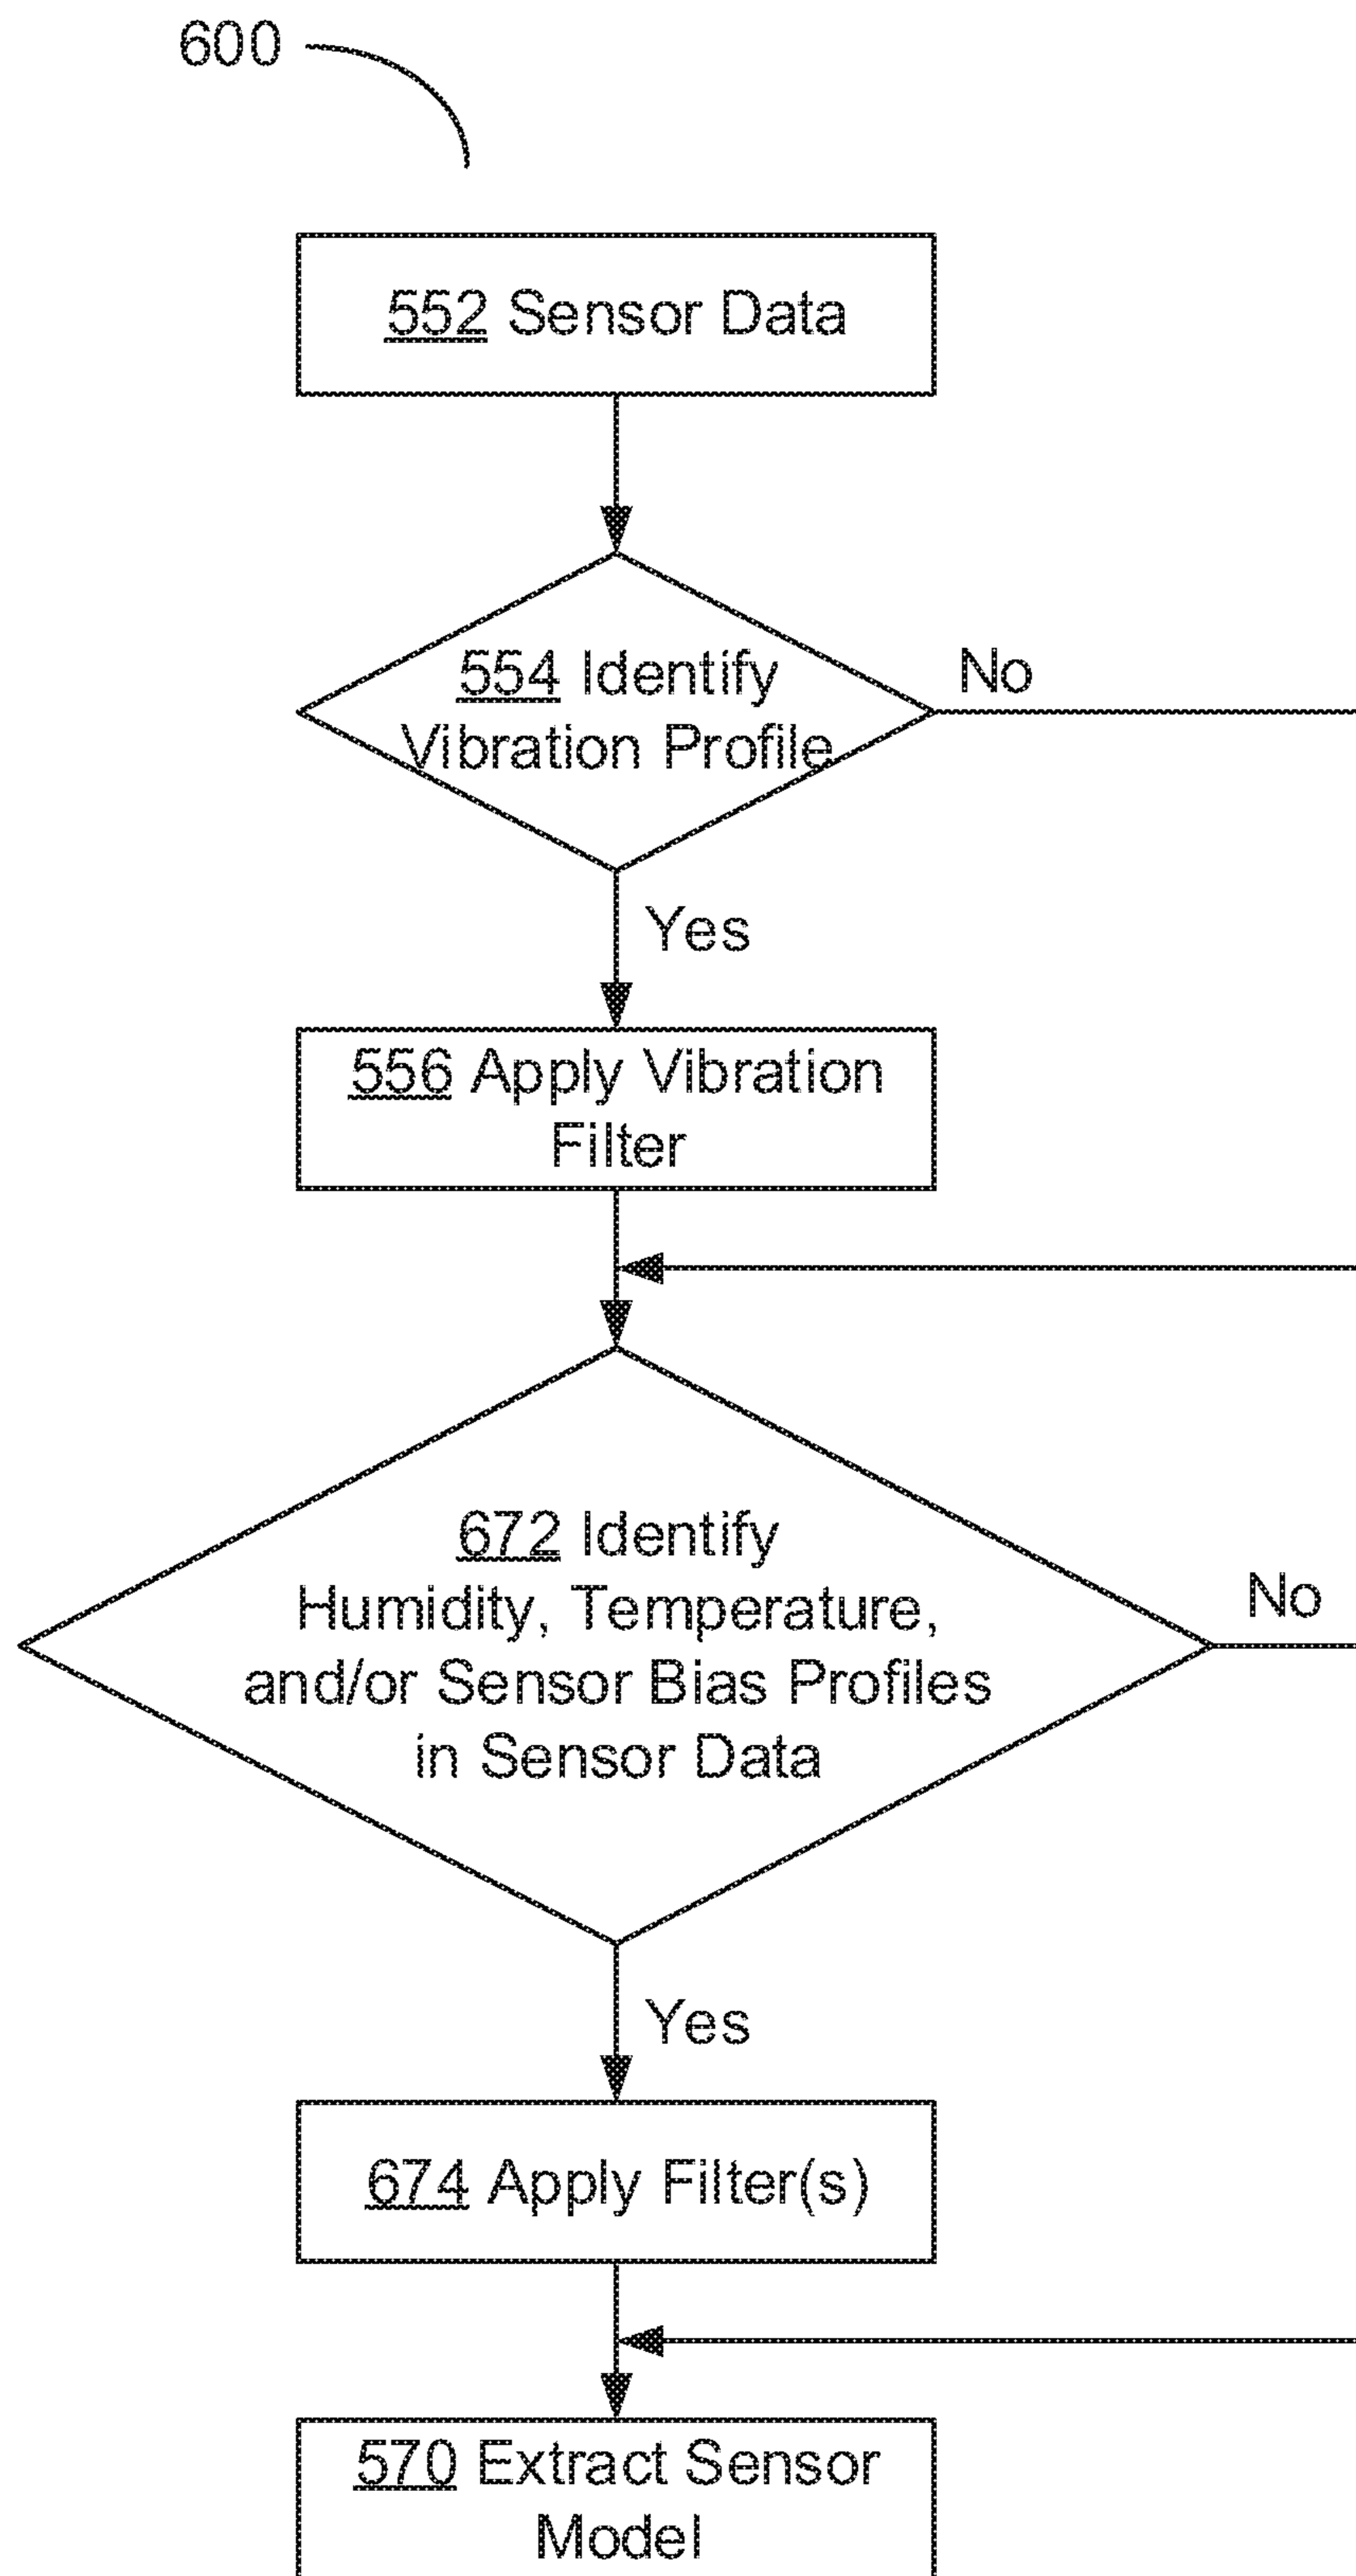 600
552 Sensor Data
554 Identify
Vibration Profile
No
Yes
556 Apply Vibration
Filter
672 Identify
Humidity, Temperature,
and/or Sensor Bias Profiles
in Sensor Data
No
Yes
674 Apply Filter(s)
570 Extract Sensor
Model